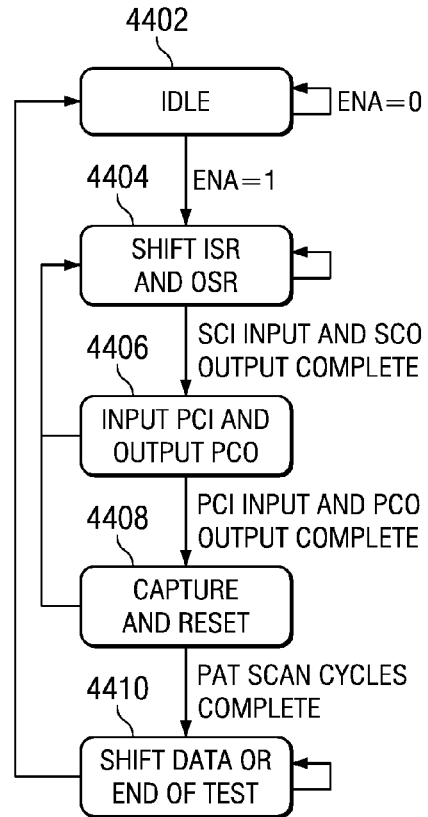 4402
IDLE
ENA=0
4404
ENA=1
SHIFT ISR
AND OSR
4406
SCI INPUT AND SCO
OUTPUT COMPLETE
INPUT PCI AND
OUTPUT PCO
4408
PCI INPUT AND PCO
OUTPUT COMPLETE
CAPTURE
AND RESET
4410
PAT SCAN CYCLES
COMPLETE
SHIFT DATA OR
END OF TEST